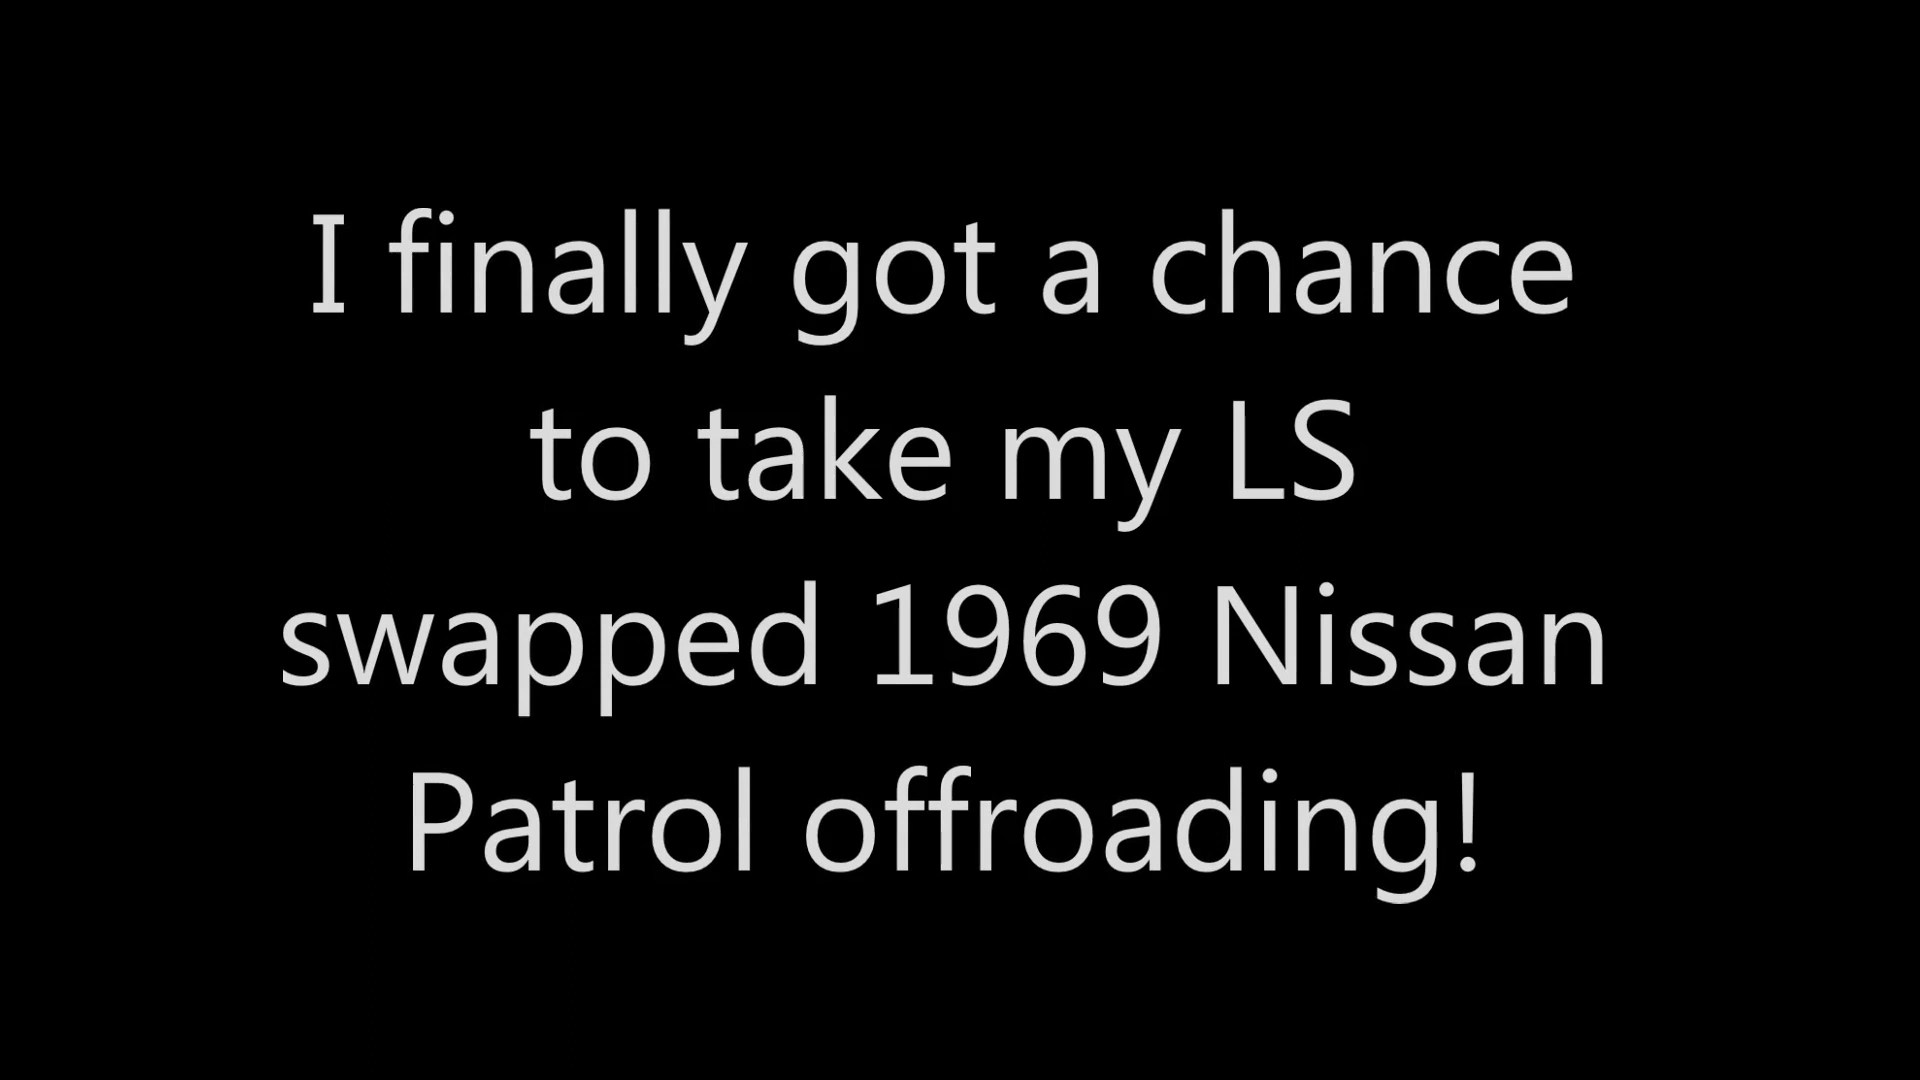 I finally got a chance
to take my LS
swapped 1969 Nissan
Patrol offroading!